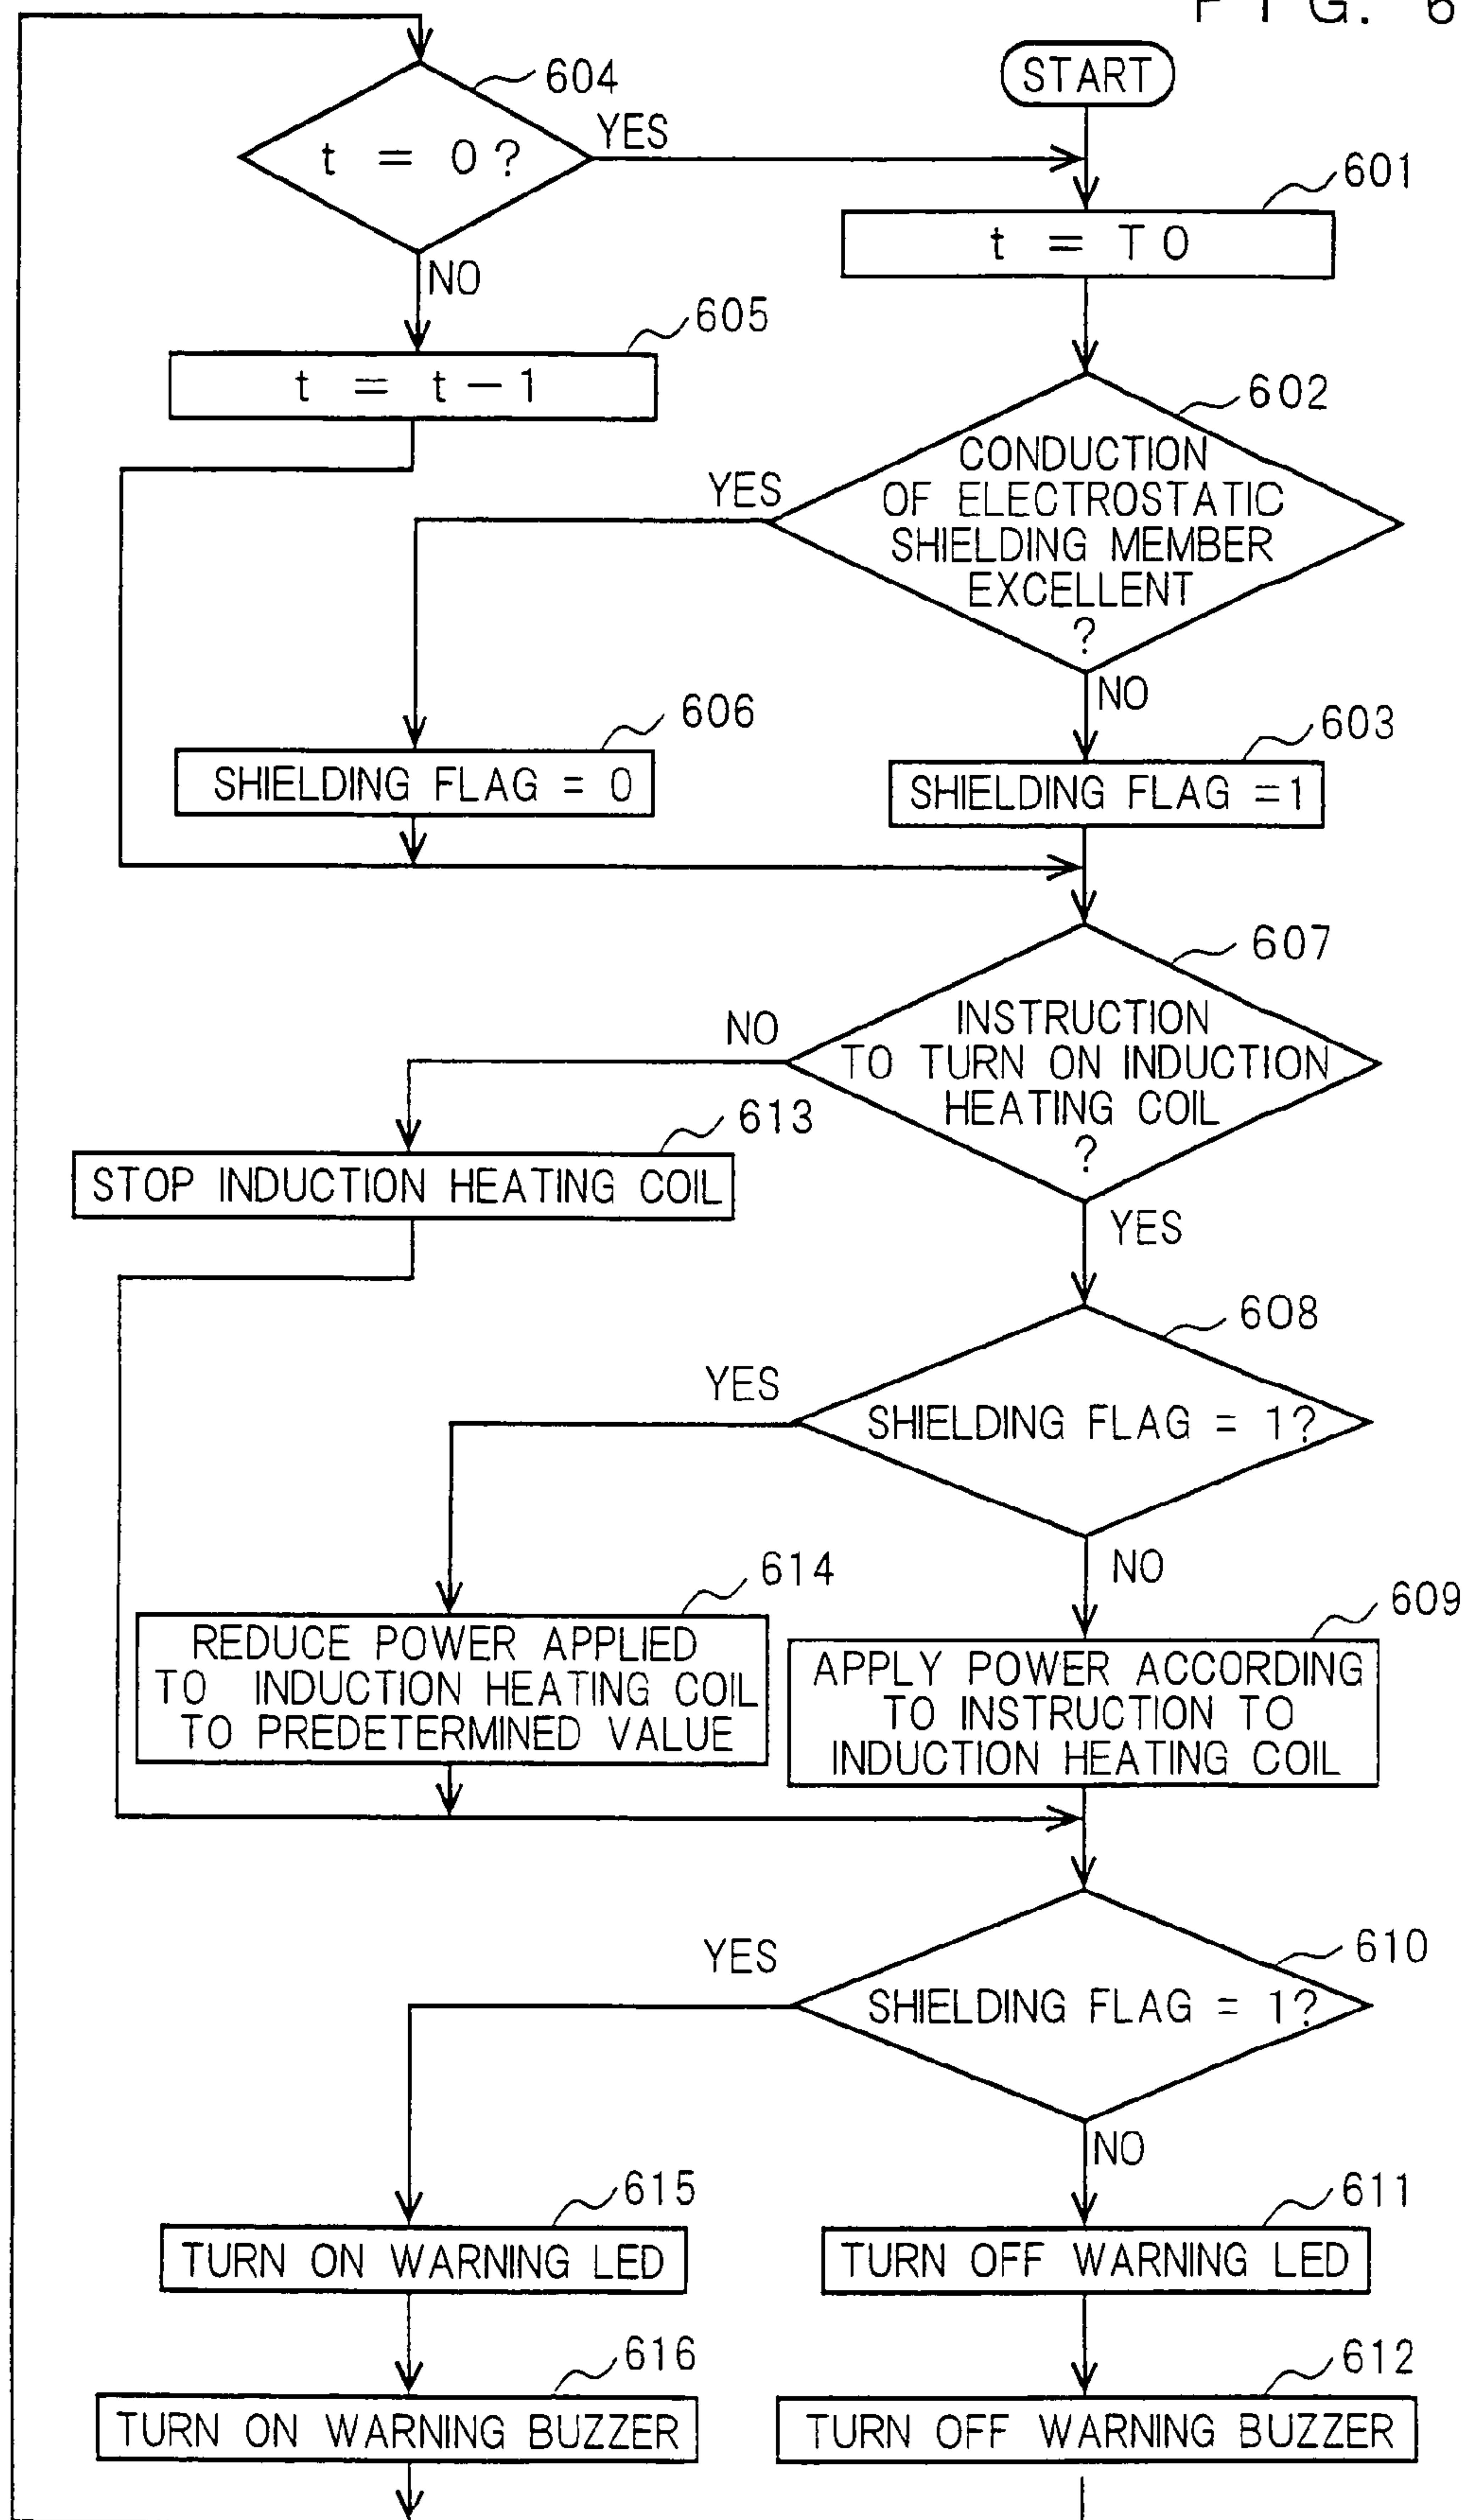 FIG. 6
START
604
t = 0?
YES
601
t = T0
NO
605
t = t-1
602
CONDUCTION
OF ELECTROSTATIC
SHIELDING MEMBER
EXCELLENT
?
YES
NO
606
SHIELDING FLAG = 0
603
SHIELDING FLAG =1
607
INSTRUCTION
TO TURN ON INDUCTION
HEATING COIL
?
NO
613
STOP INDUCTION HEATING COIL
YES
608
YES
SHIELDING FLAG = 1?
NO
614
REDUCE POWER APPLIED
TO INDUCTION HEATING COIL
TO PREDETERMINED VALUE
609
APPLY POWER ACCORDING
TO INSTRUCTION TO
INDUCTION HEATING COIL
610
YES
SHIELDING FLAG = 1?
NO
615
TURN ON WARNING LED
611
TURN OFF WARNING LED
616
TURN ON WARNING BUZZER
612
TURN OFF WARNING BUZZER